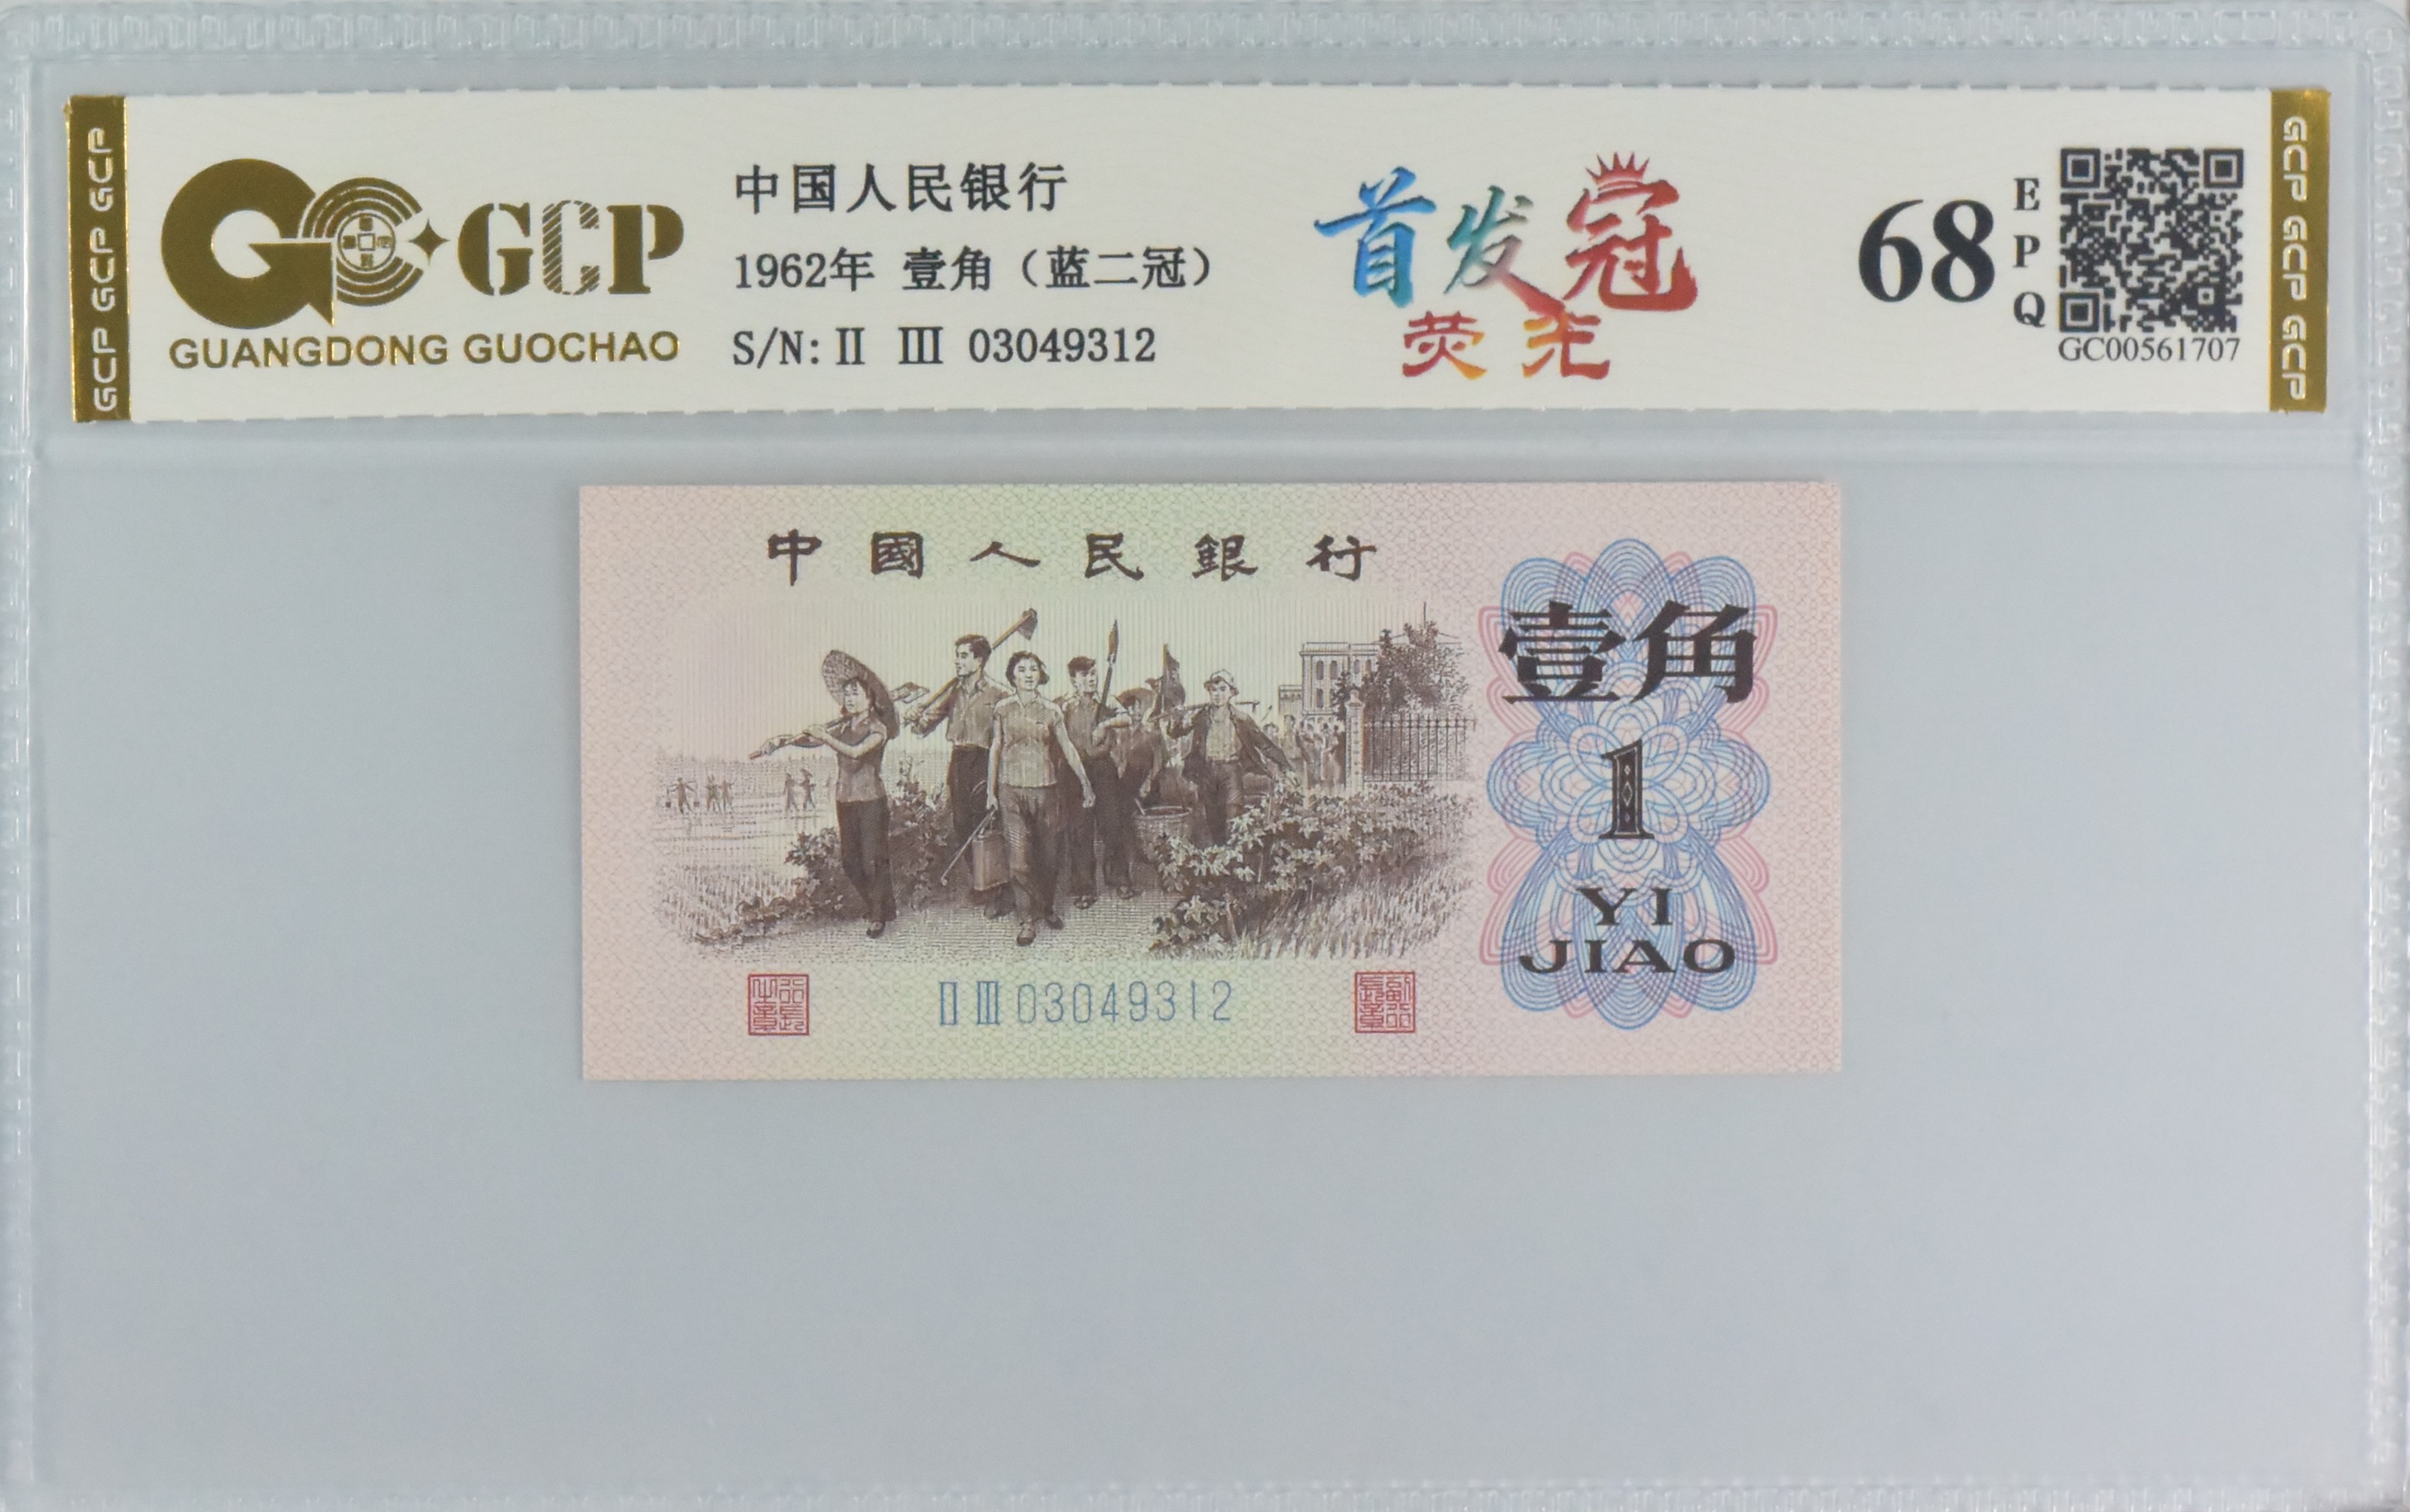 GCP GCP GCP
GCP
GUANGDONG GUOCHAO
中国人民银行
1962年 壹角（蓝二冠）
S/N: II III 03049312
首发冠
荧光
68
EPQ
GC00561707
GCP GCP GCP
中國人民銀行
壹角
1
YI
JIAO
II III 03049312